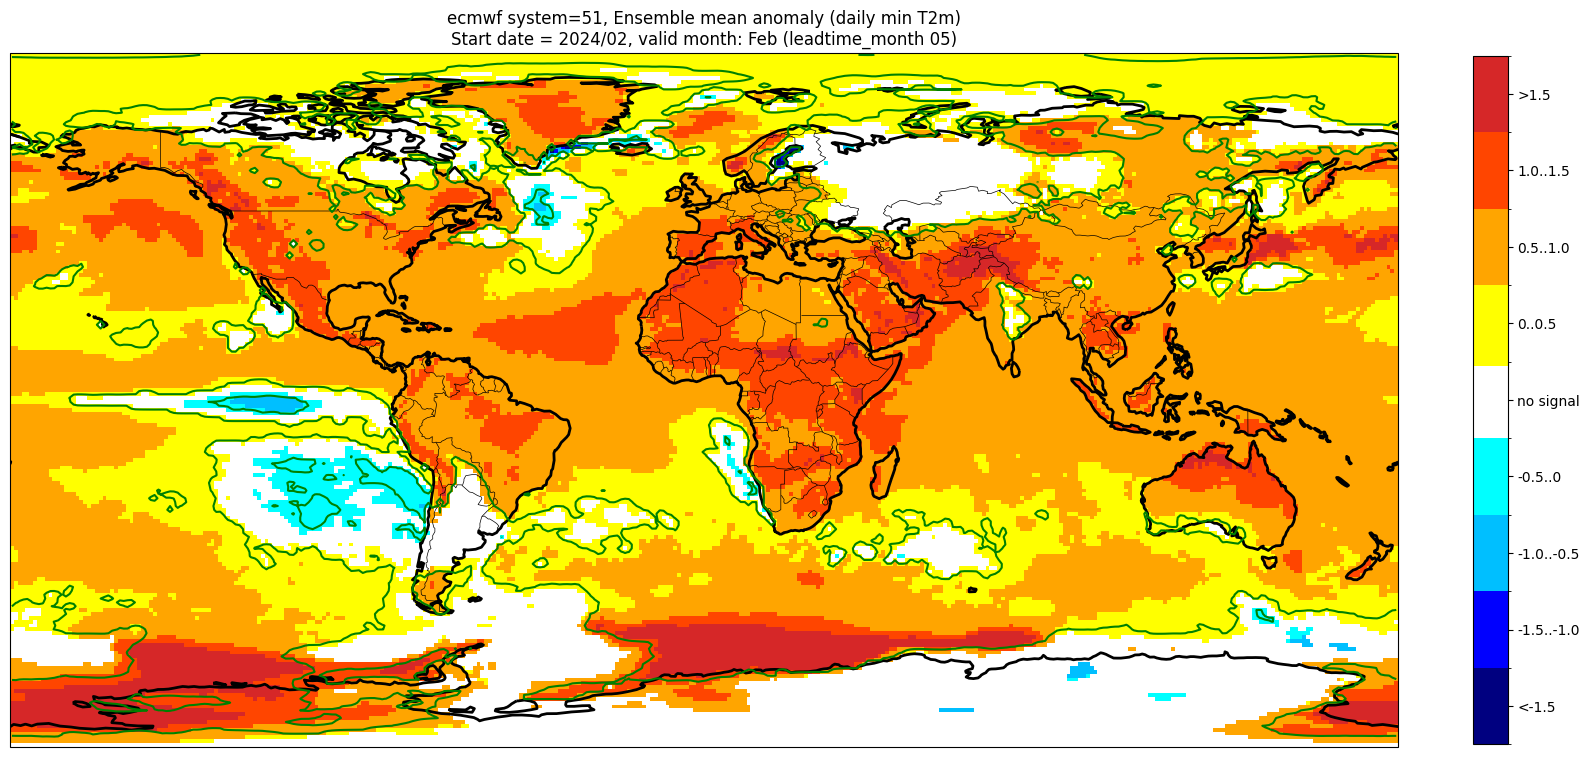 ecmwf system=51, Ensemble mean anomaly (daily min T2m)
Start date = 2024/02, valid month: Feb (leadtime_month 05)
>1.5
1.0..1.5
0.5..1.0
0..0.5
no signal
-0.5..0
-1.0..-0.5
-1.5..-1.0
<-1.5